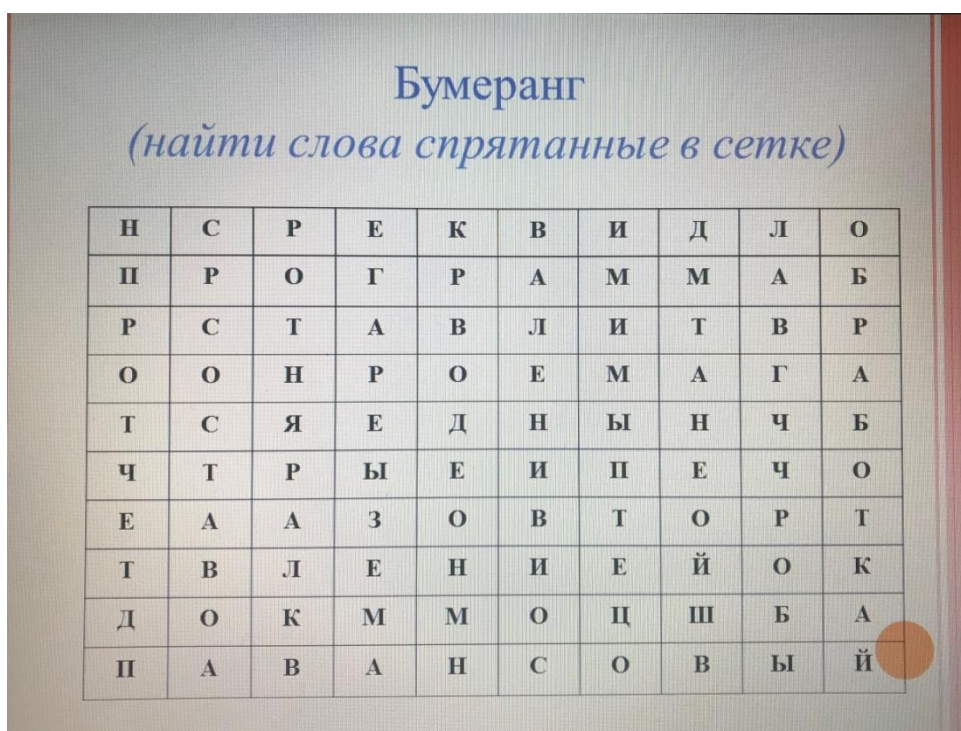 Бумеранг
(найти слова спрятанные в сетке)
Н С Р Е К В И Д Л О
П Р О Г Р А М М А Б
Р С Т А В Л И Т В Р
О О Н Р О Е М А Г А
Т С Я Е Д Н Ы Н Ч Б
Ч Т Р Ы Е И П Е Ч О
Е А А З О В Т О Р Т
Т В Л Е Н И Е Й О К
Д О К М М О Ц Ш Б А
П А В А Н С О В Ы Й